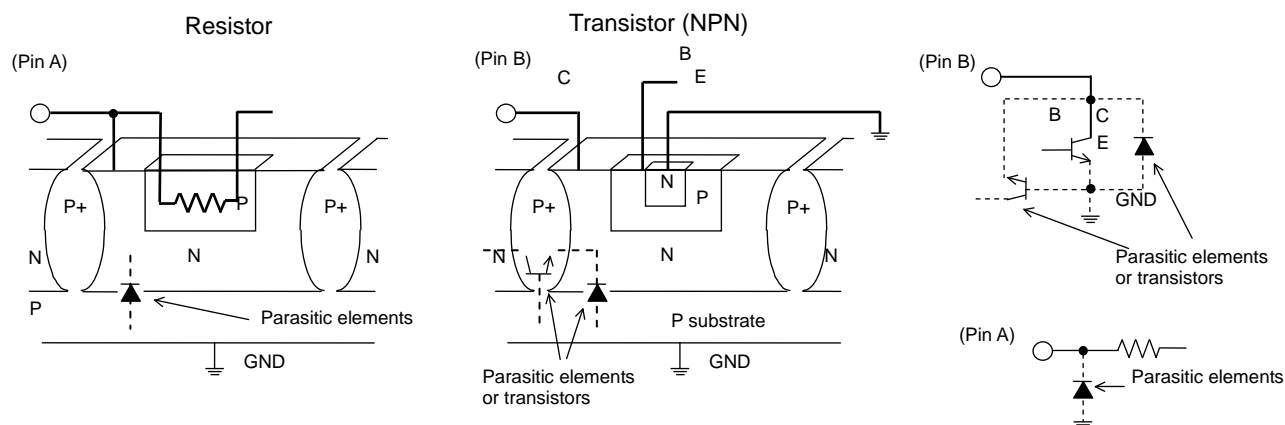 Resistor
(Pin A)
P+
P
P+
N
N
N
P
Parasitic elements
GND
Transistor (NPN)
(Pin B)
B
C
E
N
P+
P
P+
N
N
N
P substrate
GND
Parasitic elements
or transistors
(Pin B)
B
C
E
GND
Parasitic elements
or transistors
(Pin A)
Parasitic elements